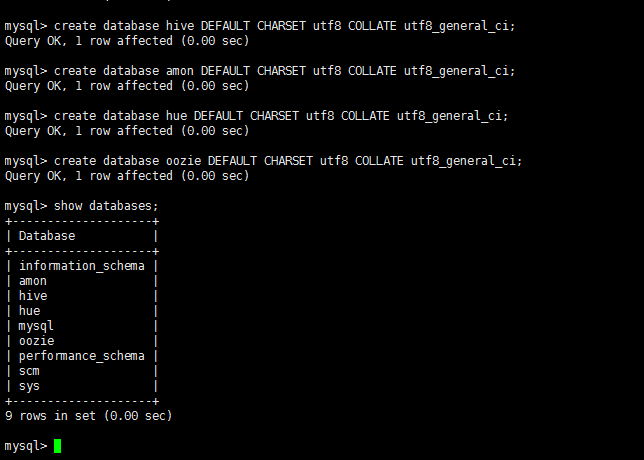 mysql> create database hive DEFAULT CHARSET utf8 COLLATE utf8_general_ci;
Query OK, 1 row affected (0.00 sec)
mysql> create database amon DEFAULT CHARSET utf8 COLLATE utf8_general_ci;
Query OK, 1 row affected (0.00 sec)
mysql> create database hue DEFAULT CHARSET utf8 COLLATE utf8_general_ci;
Query OK, 1 row affected (0.00 sec)
mysql> create database oozie DEFAULT CHARSET utf8 COLLATE utf8_general_ci;
Query OK, 1 row affected (0.00 sec)
mysql> show databases;
+--------------------+
| Database           |
+--------------------+
| information_schema |
| amon               |
| hive               |
| hue                |
| mysql              |
| oozie              |
| performance_schema |
| scm                |
| sys                |
+--------------------+
9 rows in set (0.00 sec)
mysql>